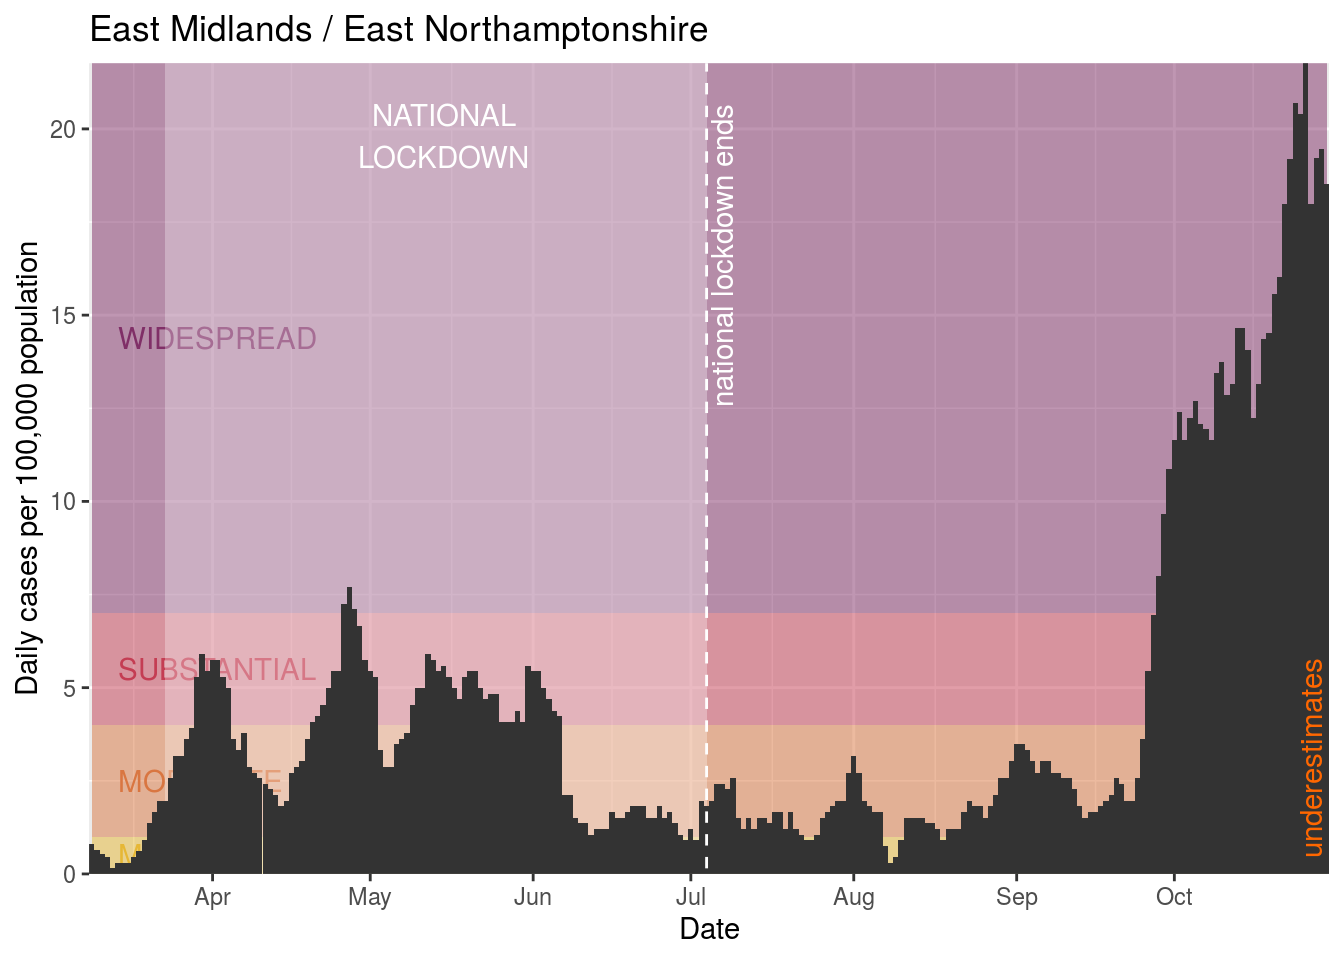 East Midlands / East Northamptonshire
Daily cases per 100,000 population
20
15
10
5
0
NATIONAL
LOCKDOWN
national lockdown ends
WIDESPREAD
SUBSTANTIAL
underestimates
Apr
May
Jun
Jul
Aug
Sep
Oct
Date